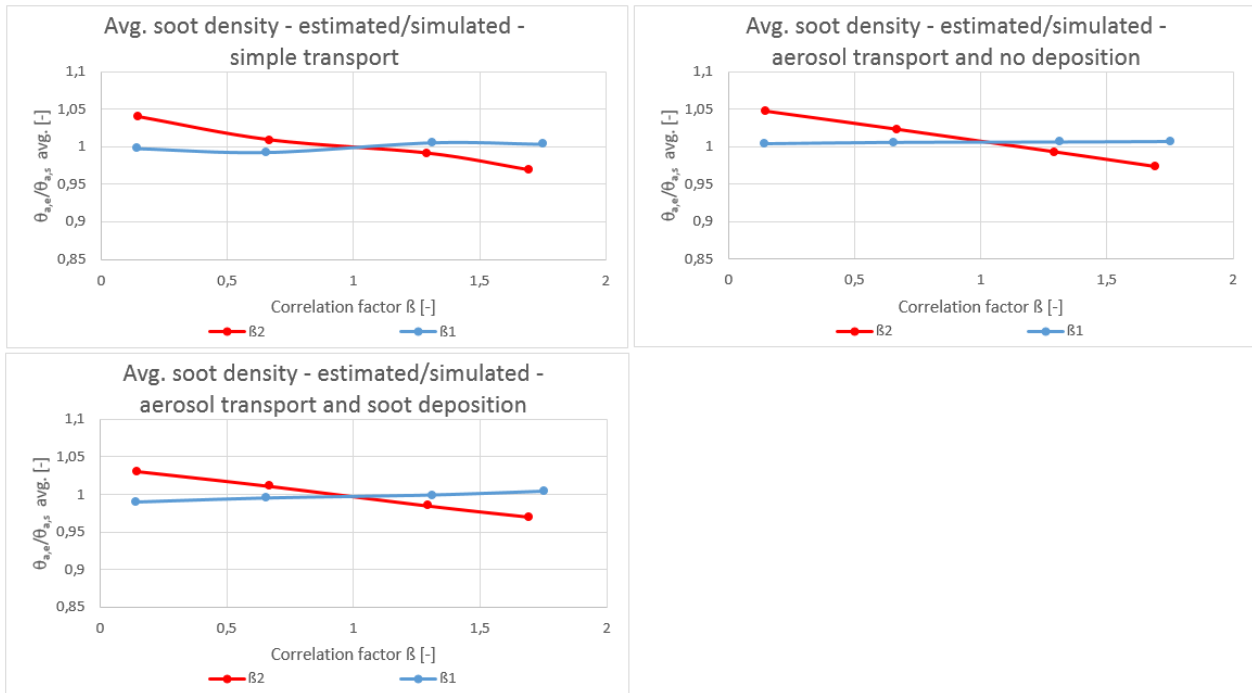 Avg. soot density - estimated/simulated -
simple transport
1,1
1,05
1
0,95
0,9
0,85
θa,e/θa,s avg. [-]
0 0,5 1 1,5 2
Correlation factor ß [-]
ß2 ß1
Avg. soot density - estimated/simulated -
aerosol transport and no deposition
1,1
1,05
1
0,95
0,9
0,85
θa,e/θa,s avg. [-]
0 0,5 1 1,5 2
Correlation factor ß [-]
ß2 ß1
Avg. soot density - estimated/simulated -
aerosol transport and soot deposition
1,1
1,05
1
0,95
0,9
0,85
θa,e/θa,s avg. [-]
0 0,5 1 1,5 2
Correlation factor ß [-]
ß2 ß1